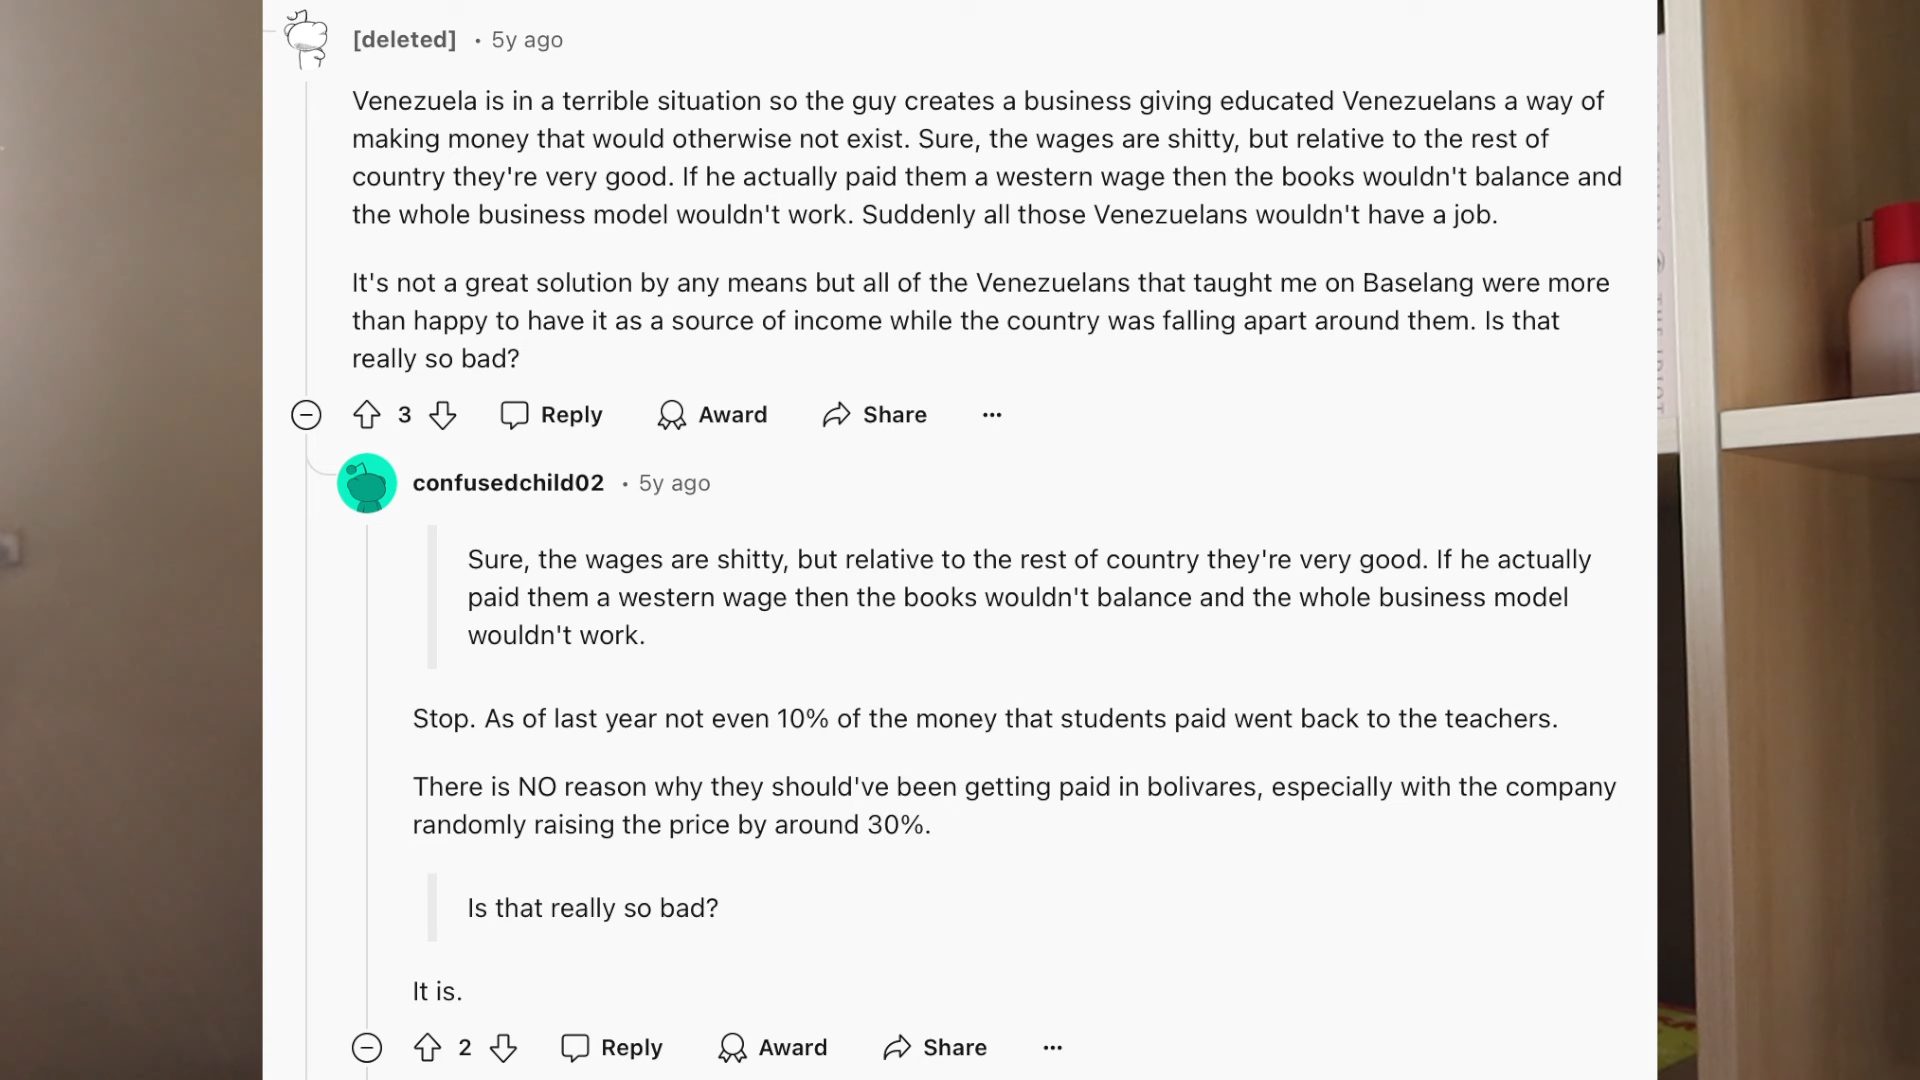 [deleted] • 5y ago
Venezuela is in a terrible situation so the guy creates a business giving educated Venezuelans a way of
making money that would otherwise not exist. Sure, the wages are shitty, but relative to the rest of
country they're very good. If he actually paid them a western wage then the books wouldn't balance and
the whole business model wouldn't work. Suddenly all those Venezuelans wouldn't have a job.
It's not a great solution by any means but all of the Venezuelans that taught me on Baselang were more
than happy to have it as a source of income while the country was falling apart around them. Is that
really so bad?
3 Reply Award Share ...
confusedchild02 • 5y ago
Sure, the wages are shitty, but relative to the rest of country they're very good. If he actually
paid them a western wage then the books wouldn't balance and the whole business model
wouldn't work.
Stop. As of last year not even 10% of the money that students paid went back to the teachers.
There is NO reason why they should've been getting paid in bolivares, especially with the company
randomly raising the price by around 30%.
Is that really so bad?
It is.
2 Reply Award Share ...